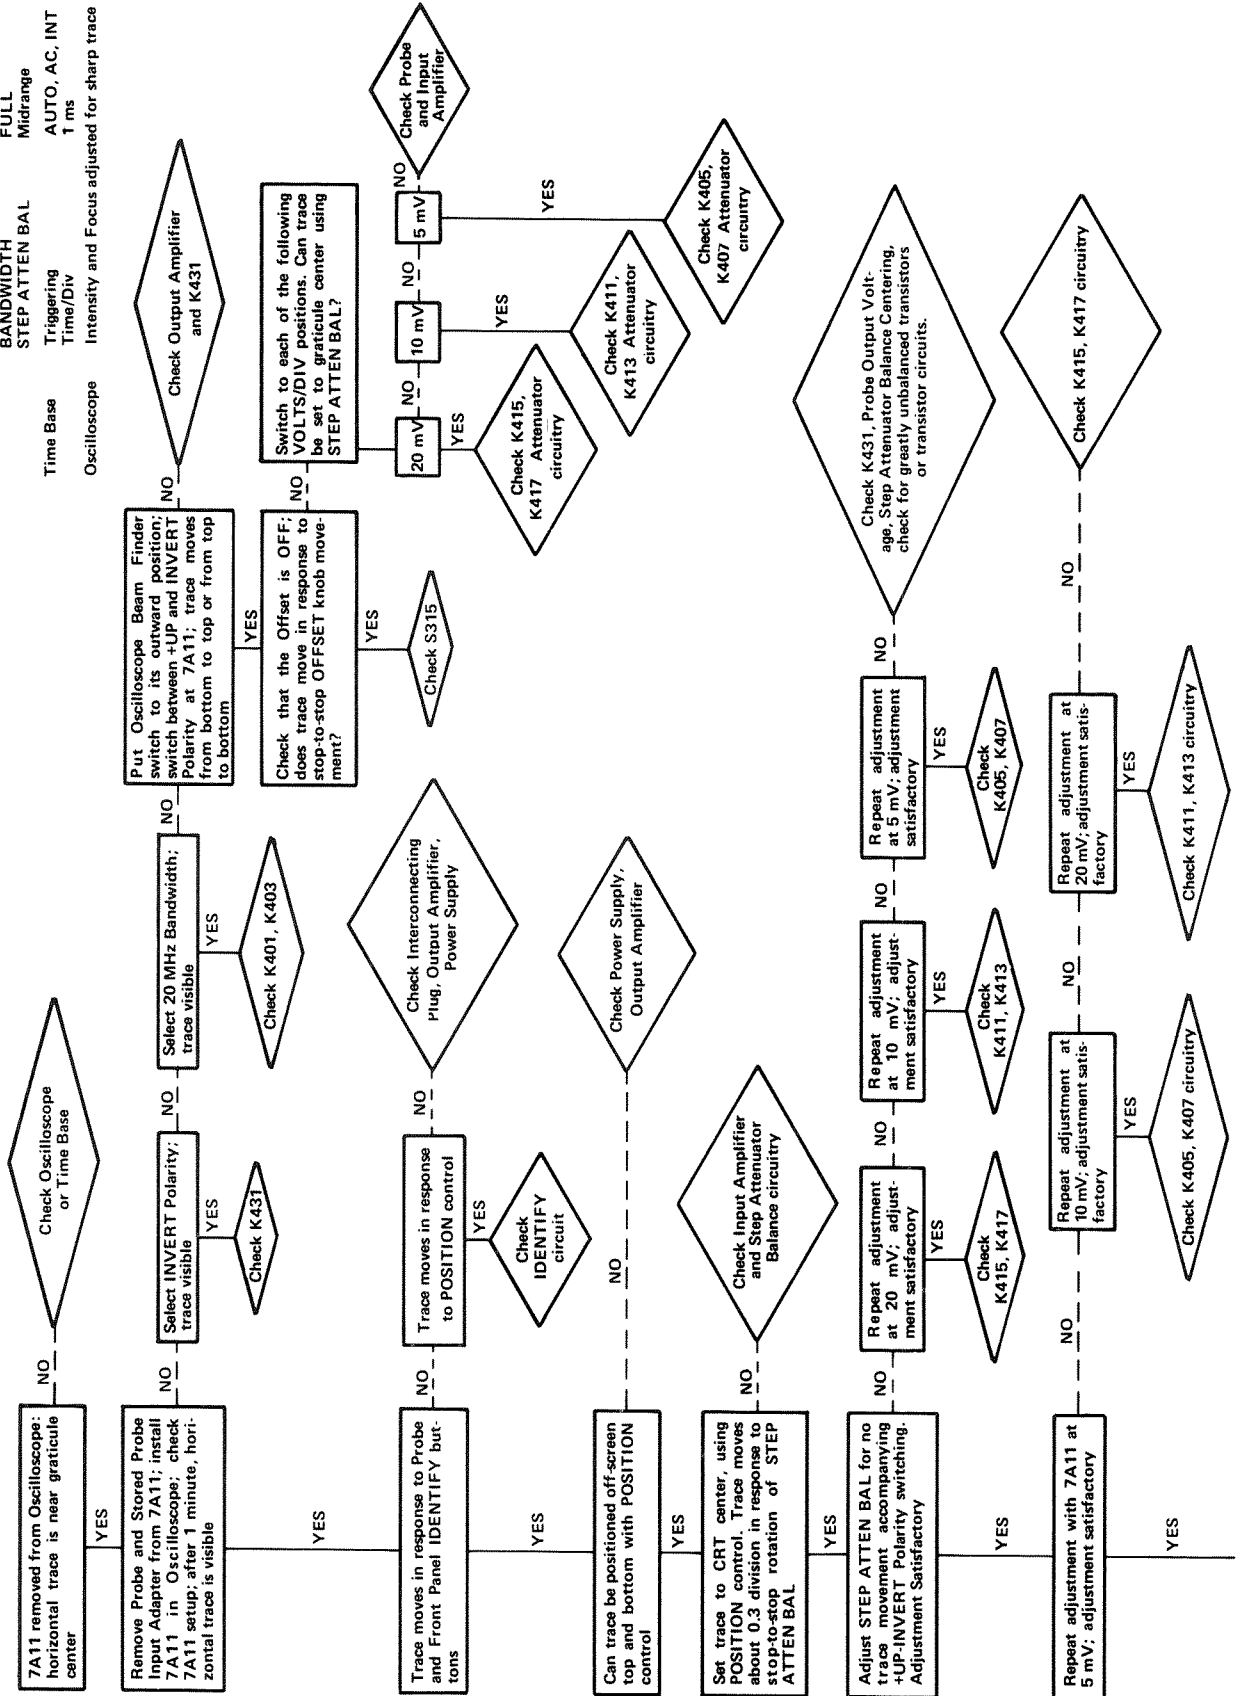 BANDWIDTH FULL
STEP ATTEN BAL Midrange
Time Base Triggering AUTO, AC, INT
Time/Div 1 ms
Oscilloscope Intensity and Focus adjusted for sharp trace
7A11 removed from Oscilloscope:
horizontal trace is near graticule
center
NO
Check Oscilloscope
or Time Base
YES
Remove Probe and Stored Probe
Input Adapter from 7A11; install
7A11 in Oscilloscope; check
7A11 setup; after 1 minute, hori-
zontal trace is visible
NO
Select INVERT Polarity;
trace visible
YES
Check K431
NO
Select 20 MHz Bandwidth;
trace visible
YES
Check K401, K403
NO
Put Oscilloscope Beam Finder
switch to its outward position;
switch between +UP and INVERT
Polarity at 7A11; trace moves
from bottom to top or from top
to bottom
NO
Check Output Amplifier
and K431
YES
Check that the Offset is OFF;
does trace move in response to
stop-to-stop OFFSET knob move-
ment?
YES
Check S315
NO
Switch to each of the following
VOLTS/DIV positions. Can trace
be set to graticule center using
STEP ATTEN BAL?
20 mV
NO
10 mV
NO
5 mV
NO
Check Probe
and Input
Amplifier
YES
Check K415,
K417 Attenuator
circuitry
YES
Check K411,
K413 Attenuator
circuitry
YES
Check K405,
K407 Attenuator
circuitry
YES
Trace moves in response to Probe
and Front Panel IDENTIFY but-
tons
NO
Trace moves in response
to POSITION control
NO
Check Interconnecting
Plug, Output Amplifier,
Power Supply
YES
Check
IDENTIFY
circuit
YES
Can trace be positioned off-screen
top and bottom with POSITION
control
NO
Check Power Supply,
Output Amplifier
YES
Set trace to CRT center, using
POSITION control. Trace moves
about 0.3 division in response to
stop-to-stop rotation of STEP
ATTEN BAL
NO
Check Input Amplifier
and Step Attenuator
Balance circuitry
YES
Adjust STEP ATTEN BAL for no
trace movement accompanying
+UP-INVERT Polarity switching.
Adjustment Satisfactory
NO
Repeat adjustment
at 20 mV; adjust-
ment satisfactory
YES
Check
K415, K417
NO
Repeat adjustment
at 10 mV; adjust-
ment satisfactory
YES
Check
K411, K413
NO
Repeat adjustment
at 5 mV; adjustment
satisfactory
YES
Check
K405, K407
NO
Check K431, Probe Output Volt-
age, Step Attenuator Balance Centering,
check for greatly unbalanced transistors
or transistor circuits.
YES
Repeat adjustment with 7A11 at
5 mV; adjustment satisfactory
NO
Repeat adjustment at
10 mV; adjustment satis-
factory
YES
Check K405, K407 circuitry
NO
Repeat adjustment at
20 mV; adjustment satis-
factory
YES
Check K411, K413 circuitry
NO
Check K415, K417 circuitry
YES